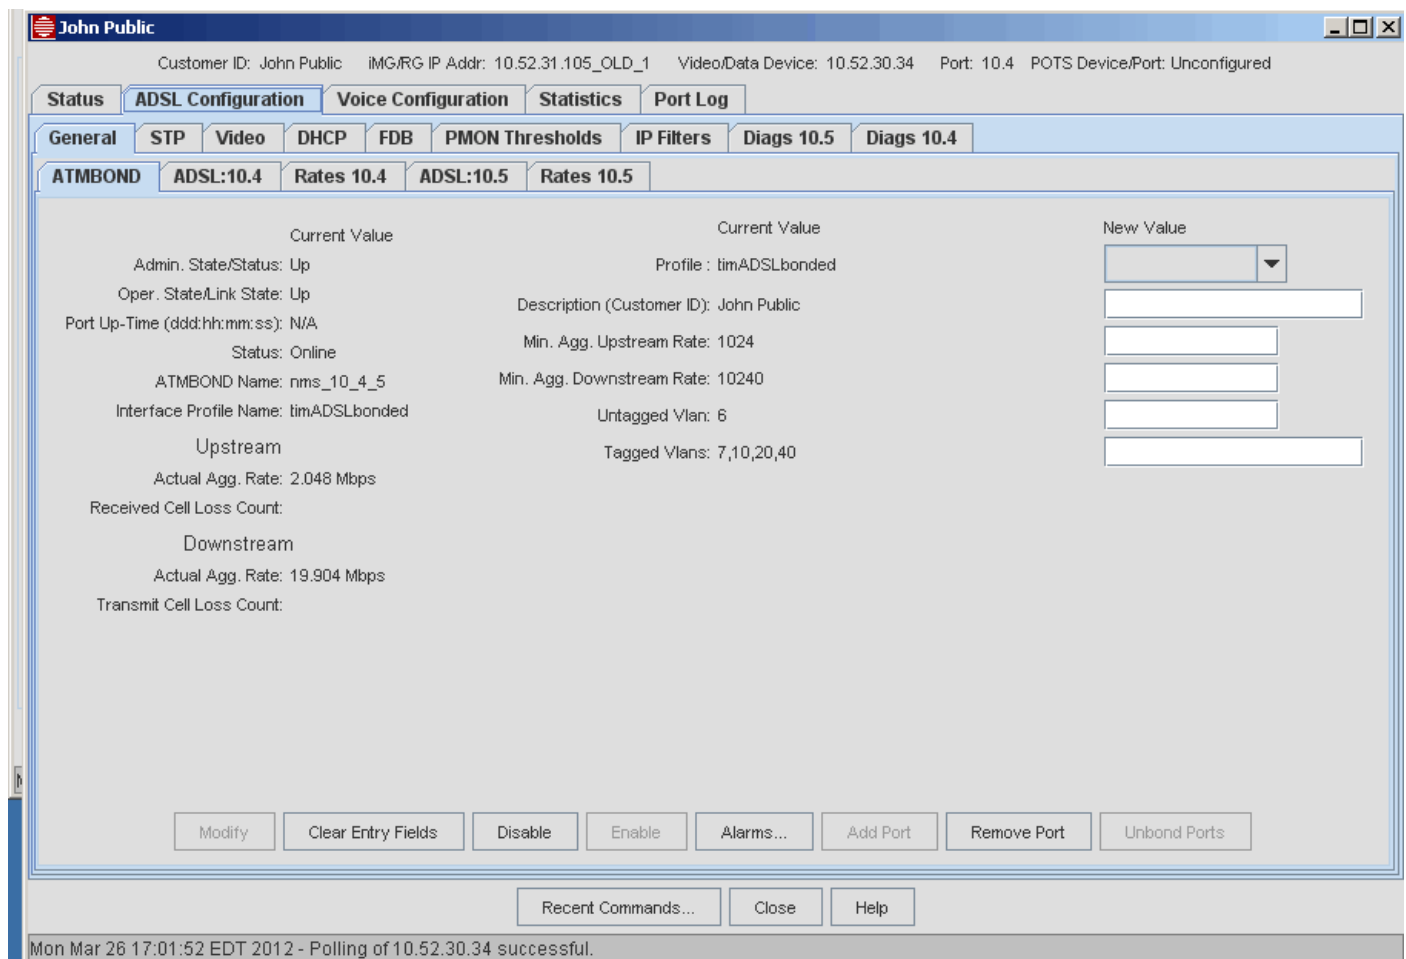 John Public
Customer ID: John Public iMG/RG IP Addr: 10.52.31.105_OLD_1 Video/Data Device: 10.52.30.34 Port: 10.4 POTS Device/Port: Unconfigured
Status ADSL Configuration Voice Configuration Statistics Port Log
General STP Video DHCP FDB PMON Thresholds IP Filters Diags 10.5 Diags 10.4
ATMBOND ADSL:10.4 Rates 10.4 ADSL:10.5 Rates 10.5
Current Value
Admin. State/Status: Up
Oper. State/Link State: Up
Port Up-Time (ddd:hh:mm:ss): N/A
Status: Online
ATMBOND Name: nms_10_4_5
Interface Profile Name: timADSLbonded
Upstream
Actual Agg. Rate: 2.048 Mbps
Received Cell Loss Count:
Downstream
Actual Agg. Rate: 19.904 Mbps
Transmit Cell Loss Count:
Current Value New Value
Profile : timADSLbonded
Description (Customer ID): John Public
Min. Agg. Upstream Rate: 1024
Min. Agg. Downstream Rate: 10240
Untagged Vlan: 6
Tagged Vlans: 7,10,20,40
Modify Clear Entry Fields Disable Enable Alarms... Add Port Remove Port Unbond Ports
Recent Commands... Close Help
Mon Mar 26 17:01:52 EDT 2012 - Polling of 10.52.30.34 successful.